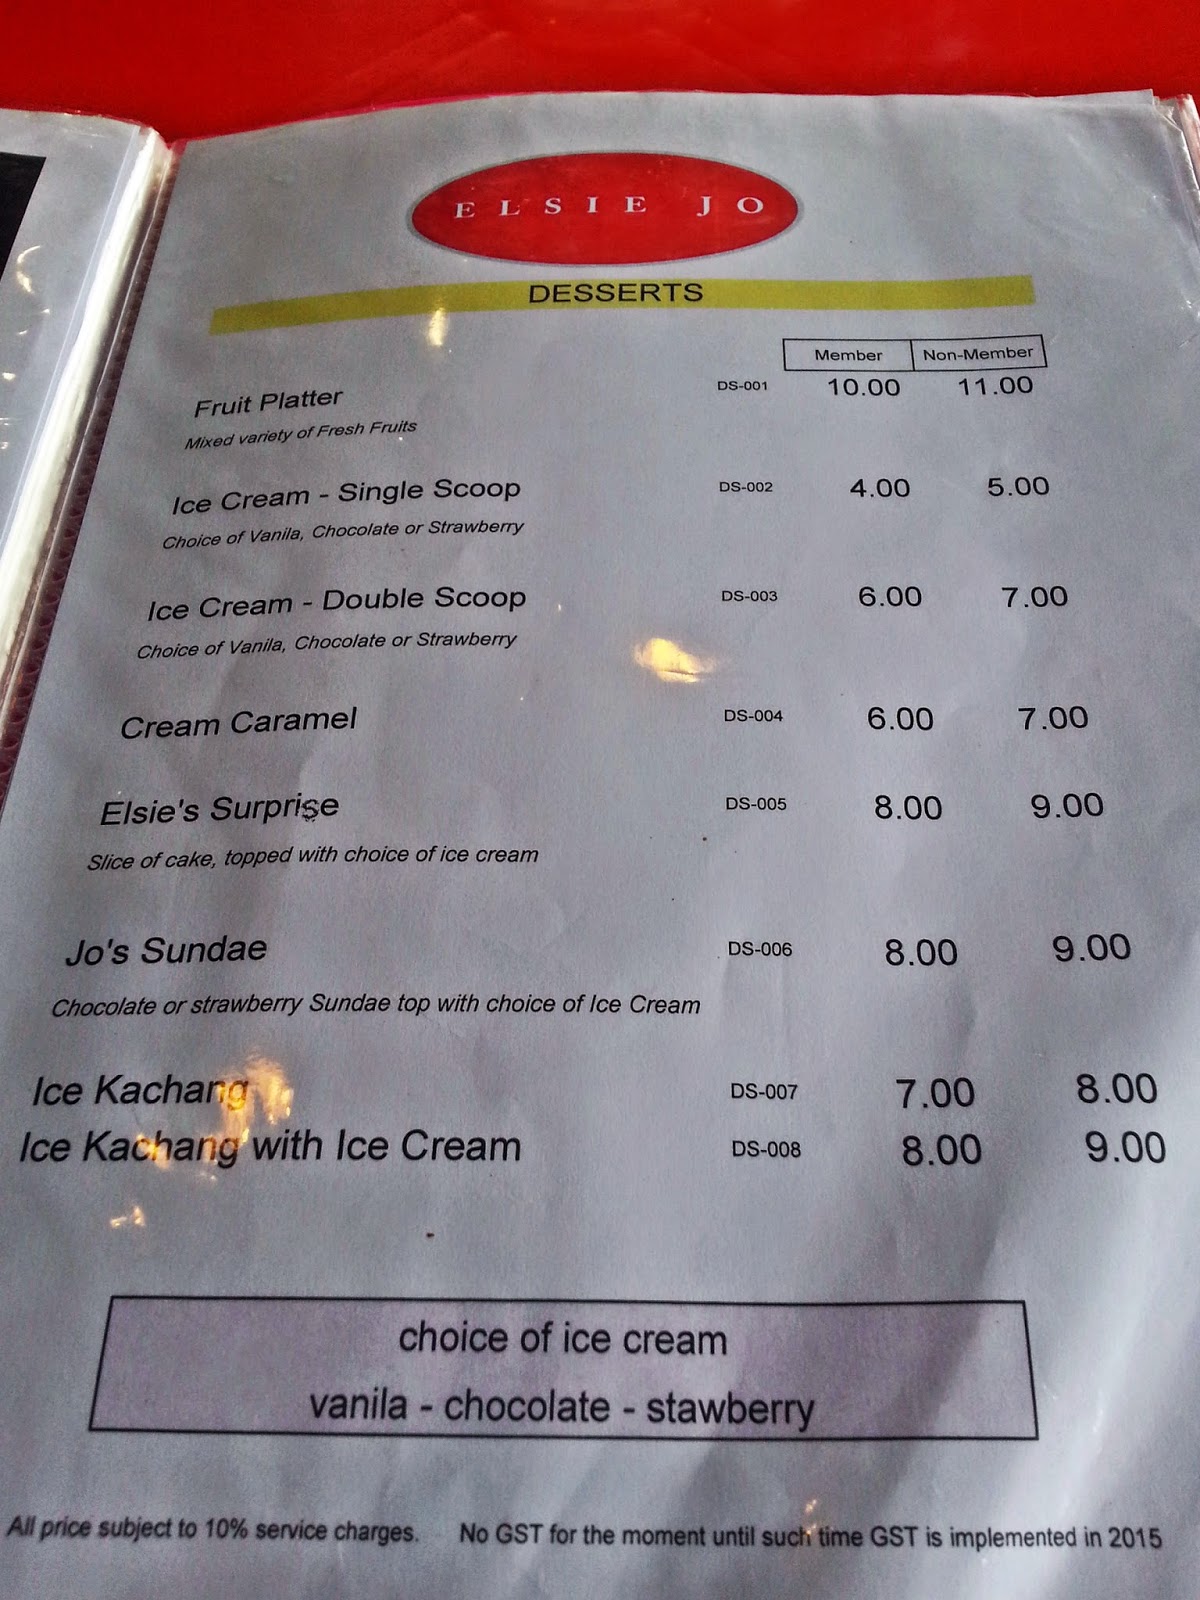 ELSIE JO
DESSERTS
Member Non-Member
Fruit Platter DS-001 10.00 11.00
Mixed variety of Fresh Fruits
Ice Cream - Single Scoop DS-002 4.00 5.00
Choice of Vanila, Chocolate or Strawberry
Ice Cream - Double Scoop DS-003 6.00 7.00
Choice of Vanila, Chocolate or Strawberry
Cream Caramel DS-004 6.00 7.00
Elsie's Surprise DS-005 8.00 9.00
Slice of cake, topped with choice of ice cream
Jo's Sundae DS-006 8.00 9.00
Chocolate or strawberry Sundae top with choice of Ice Cream
Ice Kachang DS-007 7.00 8.00
Ice Kachang with Ice Cream DS-008 8.00 9.00
choice of ice cream
vanila - chocolate - stawberry
All price subject to 10% service charges. No GST for the moment until such time GST is implemented in 2015